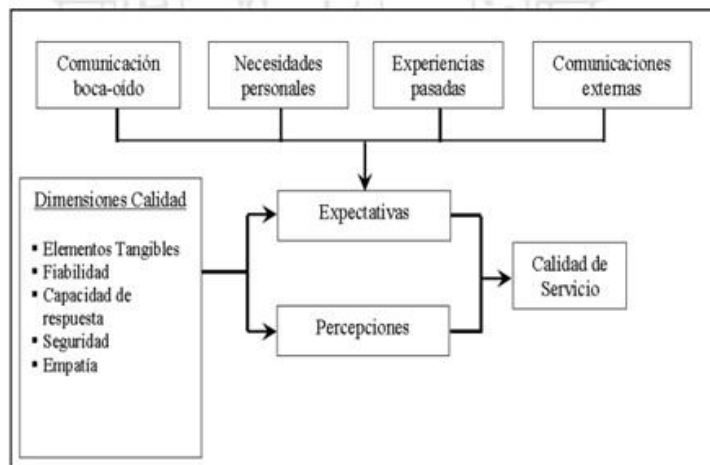 Comunicación
boca-oído
Necesidades
personales
Experiencias
pasadas
Comunicaciones
externas
Dimensiones Calidad
▪ Elementos Tangibles
▪ Fiabilidad
▪ Capacidad de
respuesta
▪ Seguridad
▪ Empatía
Expectativas
Percepciones
Calidad de
Servicio